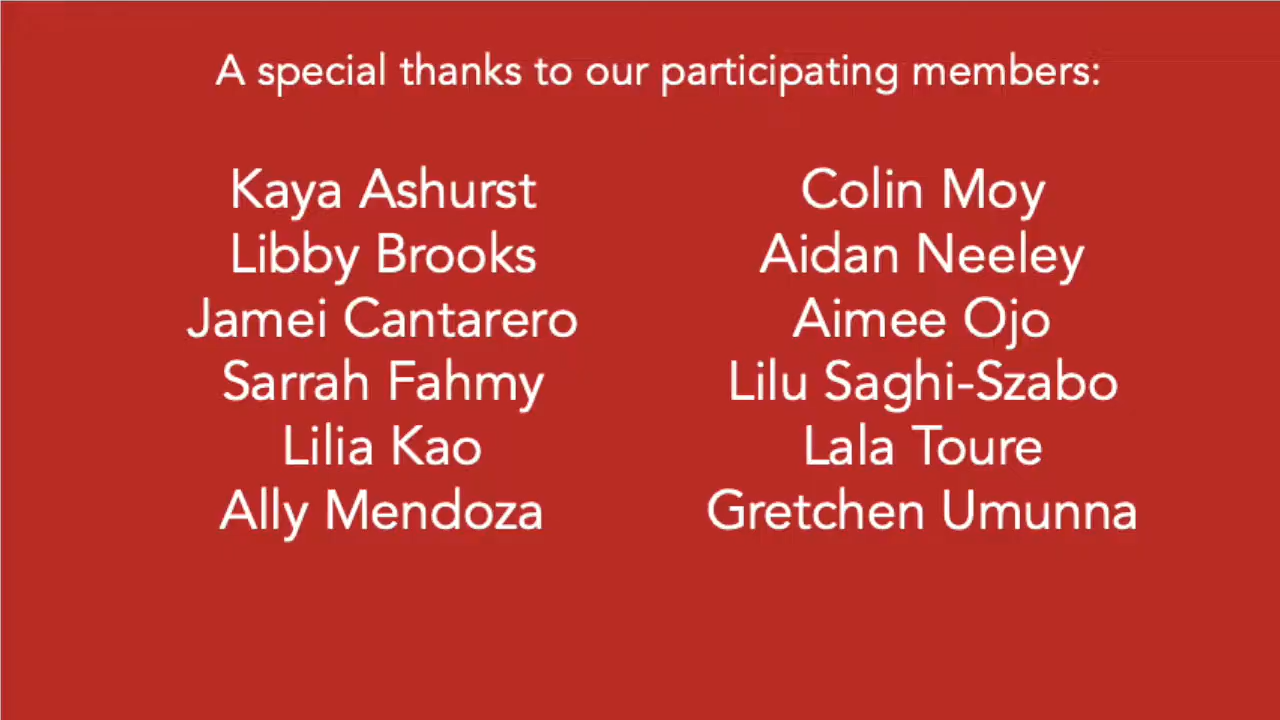 A special thanks to our participating members:
Kaya Ashurst
Libby Brooks
Jamei Cantarero
Sarrah Fahmy
Lilia Kao
Ally Mendoza
Colin Moy
Aidan Neeley
Aimee Ojo
Lilu Saghi-Szabo
Lala Toure
Gretchen Umunna